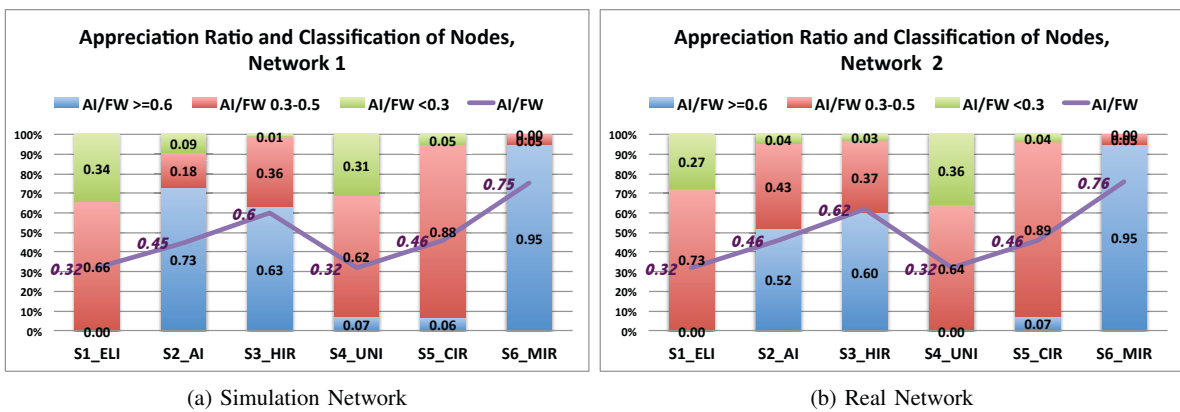 Appreciation Ratio and Classification of Nodes,
Network 1
AI/FW >=0.6 AI/FW 0.3-0.5 AI/FW <0.3 AI/FW
100%
90%
80%
70%
60%
50%
40%
30%
20%
10%
0%
0.34 0.09 0.01 0.31 0.05 0.00
0.18 0.36 0.05
0.75
0.6
0.45 0.46 0.88
0.32 0.66 0.73 0.63 0.32 0.62 0.95
0.00 0.07 0.06
S1_ELI S2_AI S3_HIR S4_UNI S5_CIR S6_MIR
(a) Simulation Network
Appreciation Ratio and Classification of Nodes,
Network 2
AI/FW >=0.6 AI/FW 0.3-0.5 AI/FW <0.3 AI/FW
100%
90%
80%
70%
60%
50%
40%
30%
20%
10%
0%
0.27 0.04 0.03 0.36 0.04 0.00
0.43 0.37 0.05
0.76
0.62
0.46 0.46 0.89
0.32 0.73 0.52 0.60 0.32 0.64 0.95
0.00 0.00 0.07
S1_ELI S2_AI S3_HIR S4_UNI S5_CIR S6_MIR
(b) Real Network